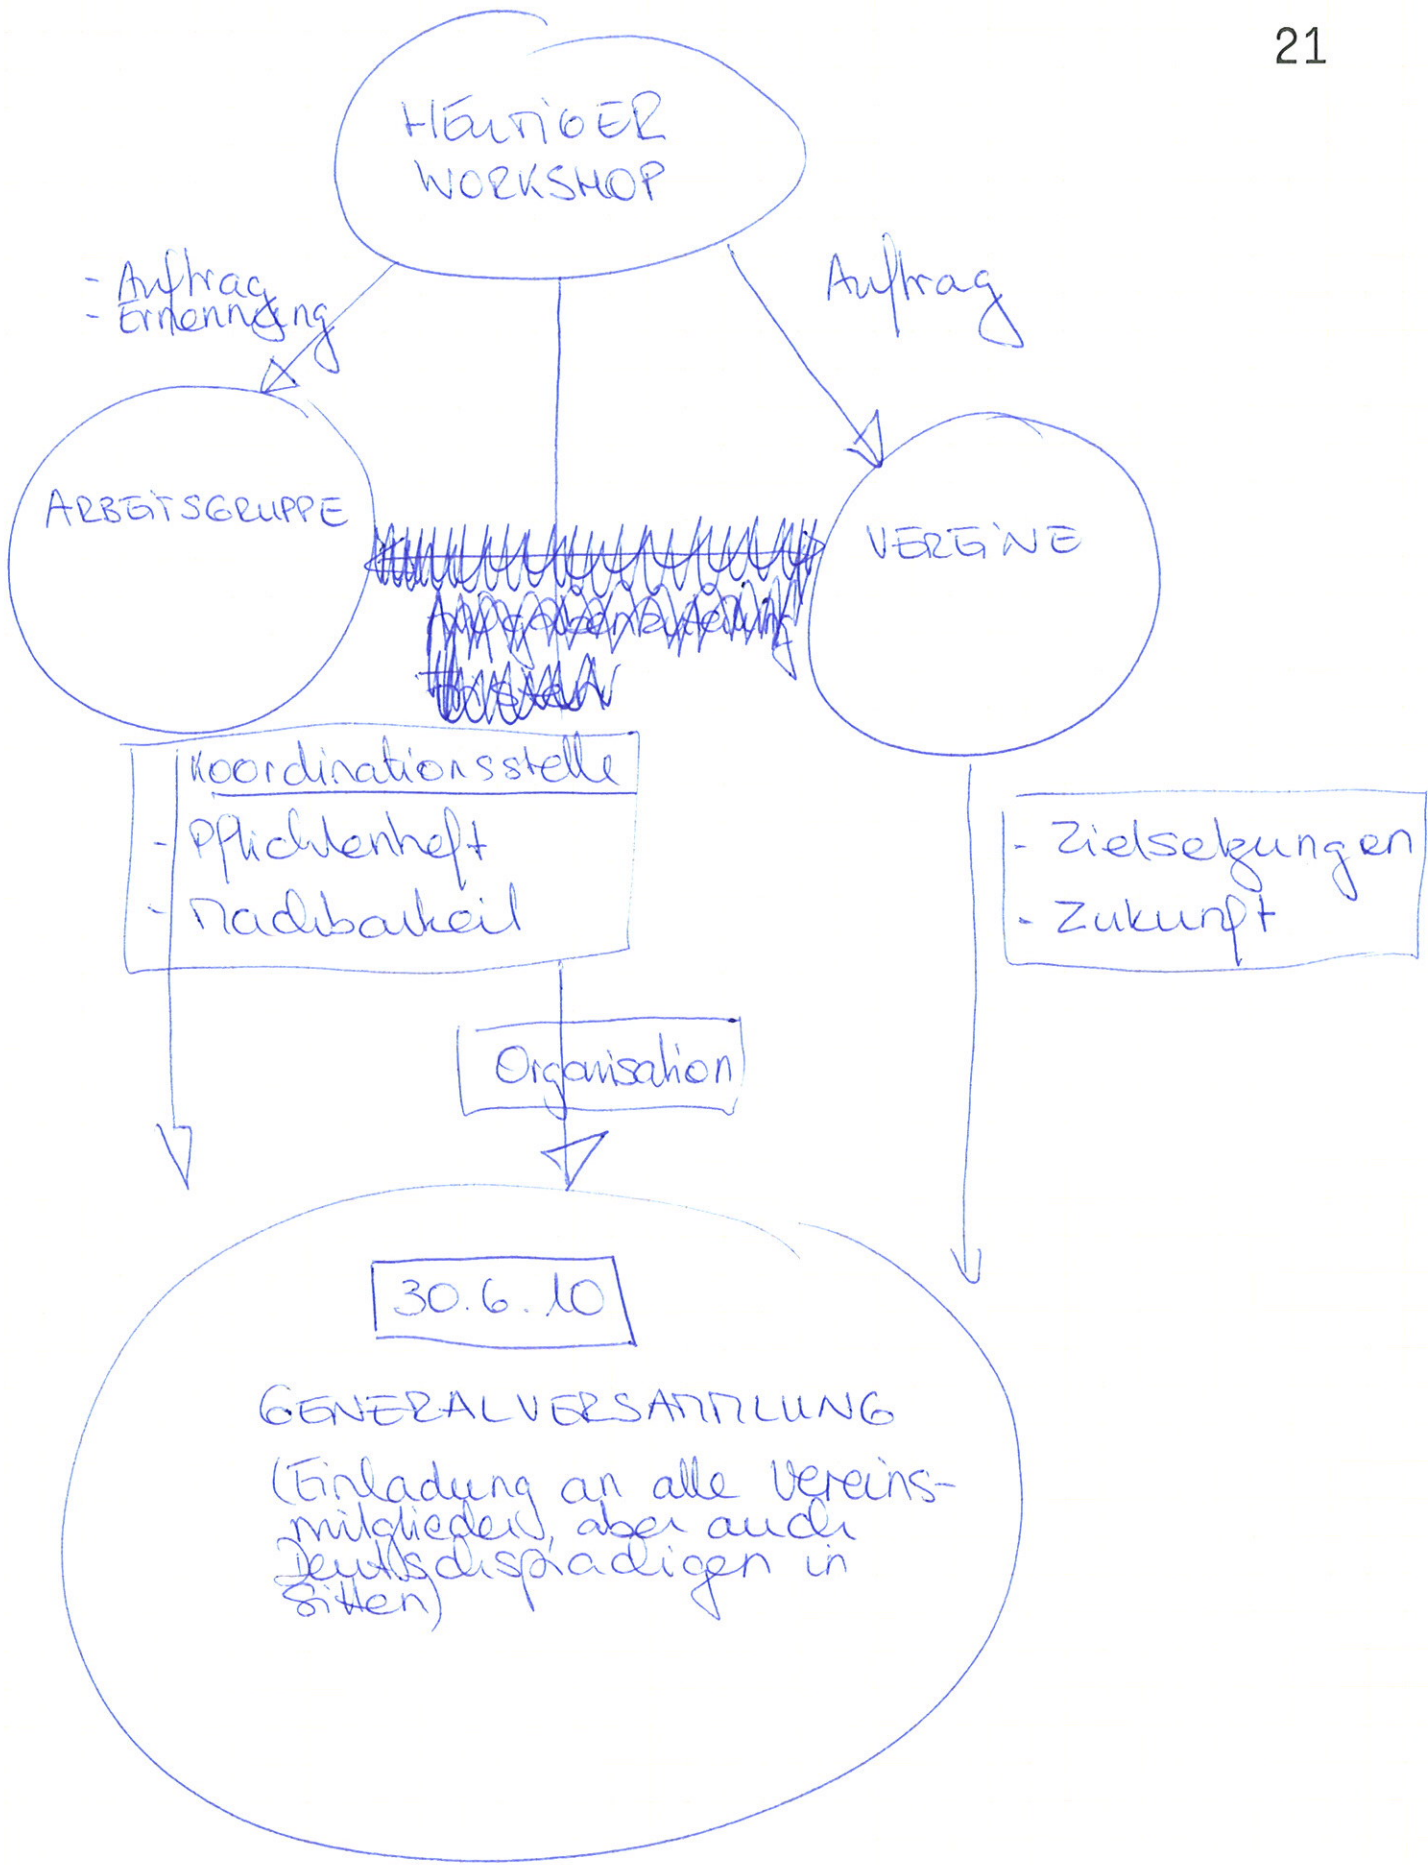 21
HEUTIGER
WORKSHOP
- Auftrag
- Ernennung
Auftrag
ARBEITSGRUPPE
VEREINE
Koordinationsstelle
- Pflichtenheft
- Machbarkeit
- Zielsetzungen
- Zukunft
Organisation
30.6.10
GENERALVERSAMMLUNG
(Einladung an alle Vereins-
mitglieder, aber auch
Deutschsprachigen in
Sitten)